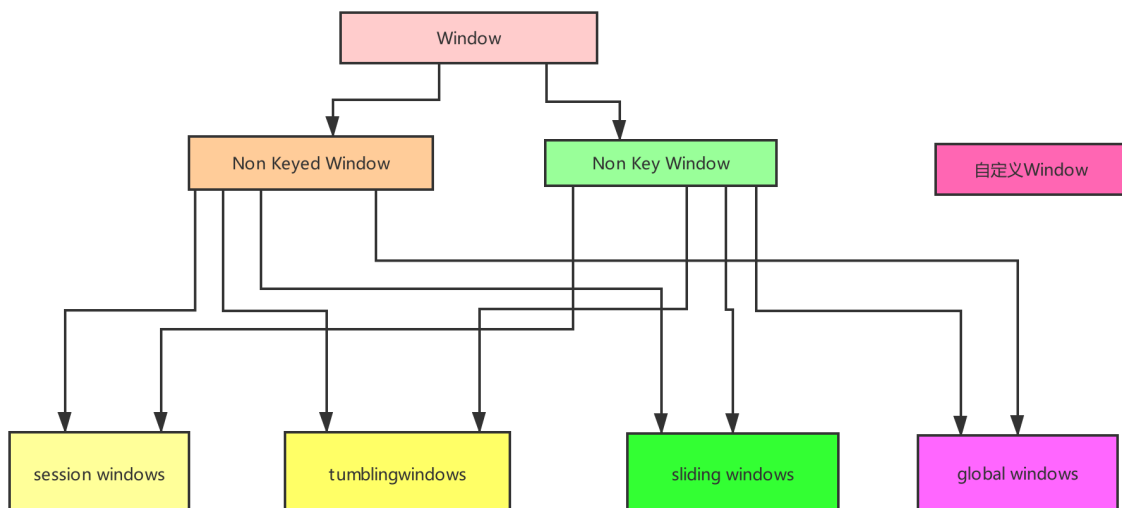 Window
Non Keyed Window
Non Key Window
自定义Window
session windows
tumblingwindows
sliding windows
global windows